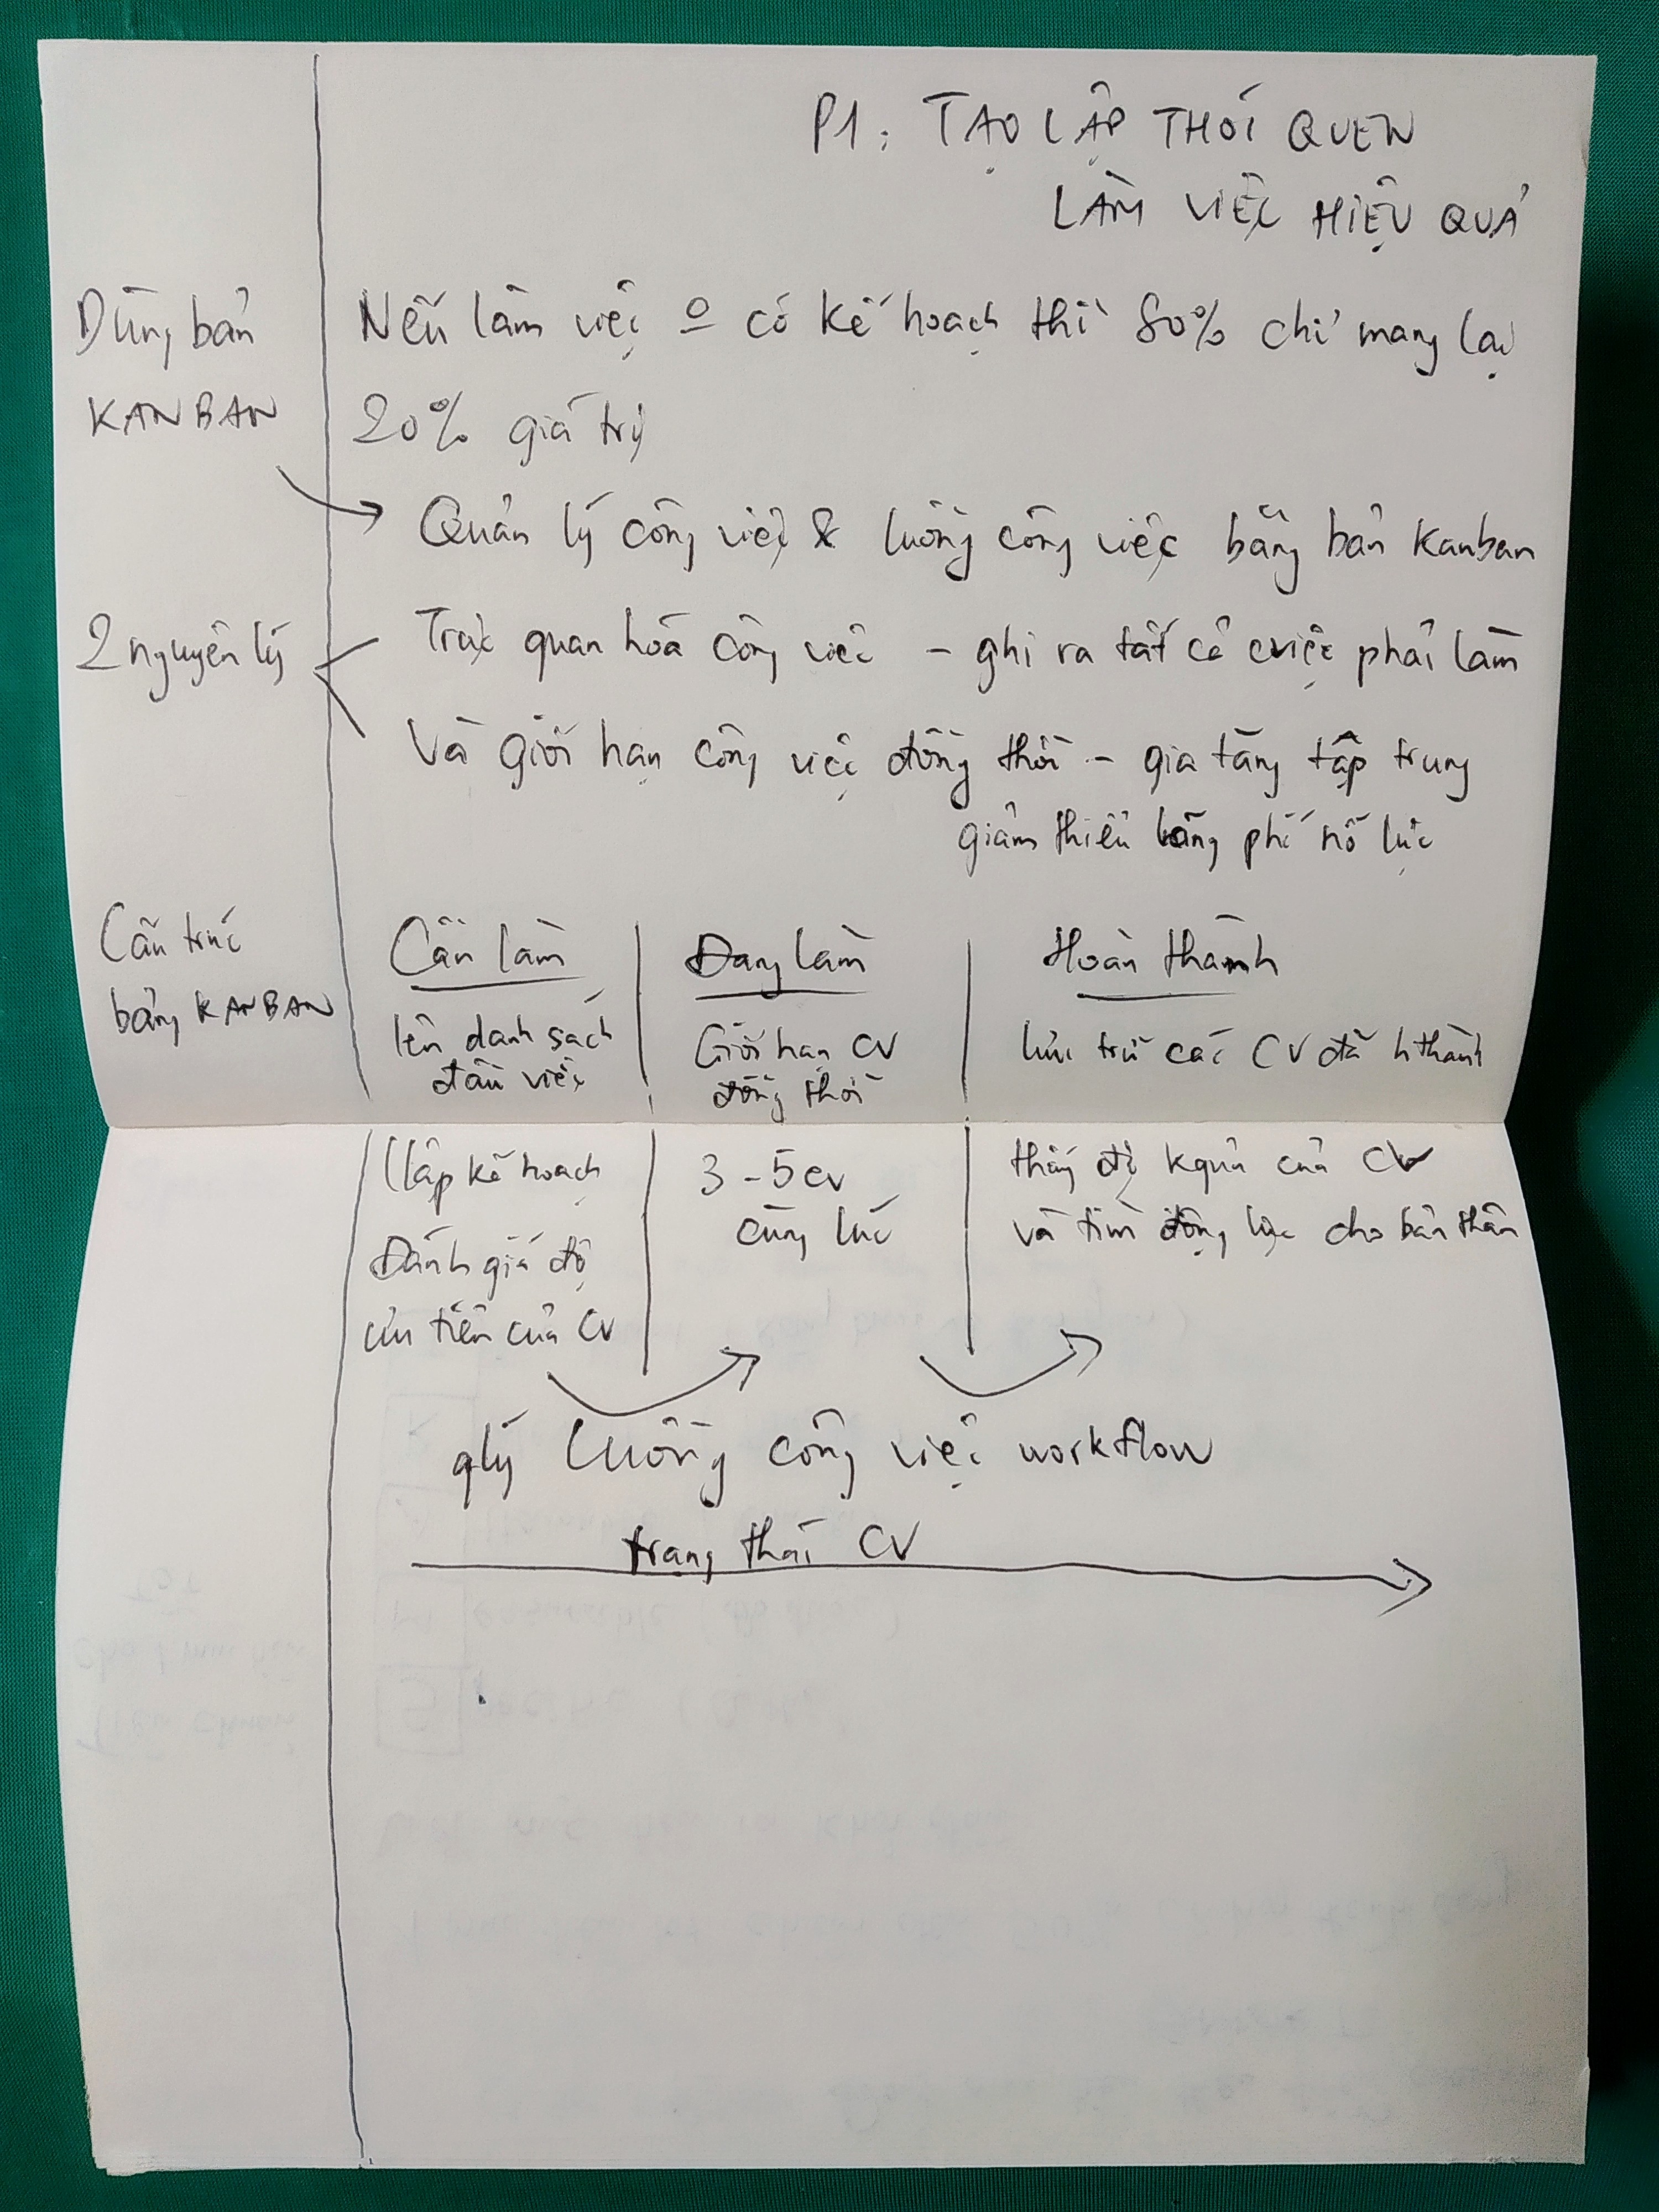 P1: TẠO LẬP THÓI QUEN
LÀM VIỆC HIỆU QUẢ
Dùng bản
KANBAN
Nếu làm việc 0 có kế hoạch thì 80% chỉ mang lại
20% giá trị
Quản lý công việc & luồng công việc bằng bản Kanban
2 nguyên lý
Trực quan hoá công việc - ghi ra tất cả cviệc phải làm
Và giới hạn công việc đồng thời - gia tăng tập trung
giảm thiểu lãng phí nỗ lực
Cấu trúc
bảng KANBAN
Cần làm
Đang làm
Hoàn thành
lên danh sách
đầu việc
Giới hạn CV
đồng thời
lưu trữ các CV đã hthành
lập kế hoạch
Đánh giá độ
ưu tiên của CV
3 - 5 cv
cùng lúc
thấy đc kquả của CV
và tìm động lực cho bản thân
qlý luồng công việc workflow
trạng thái CV